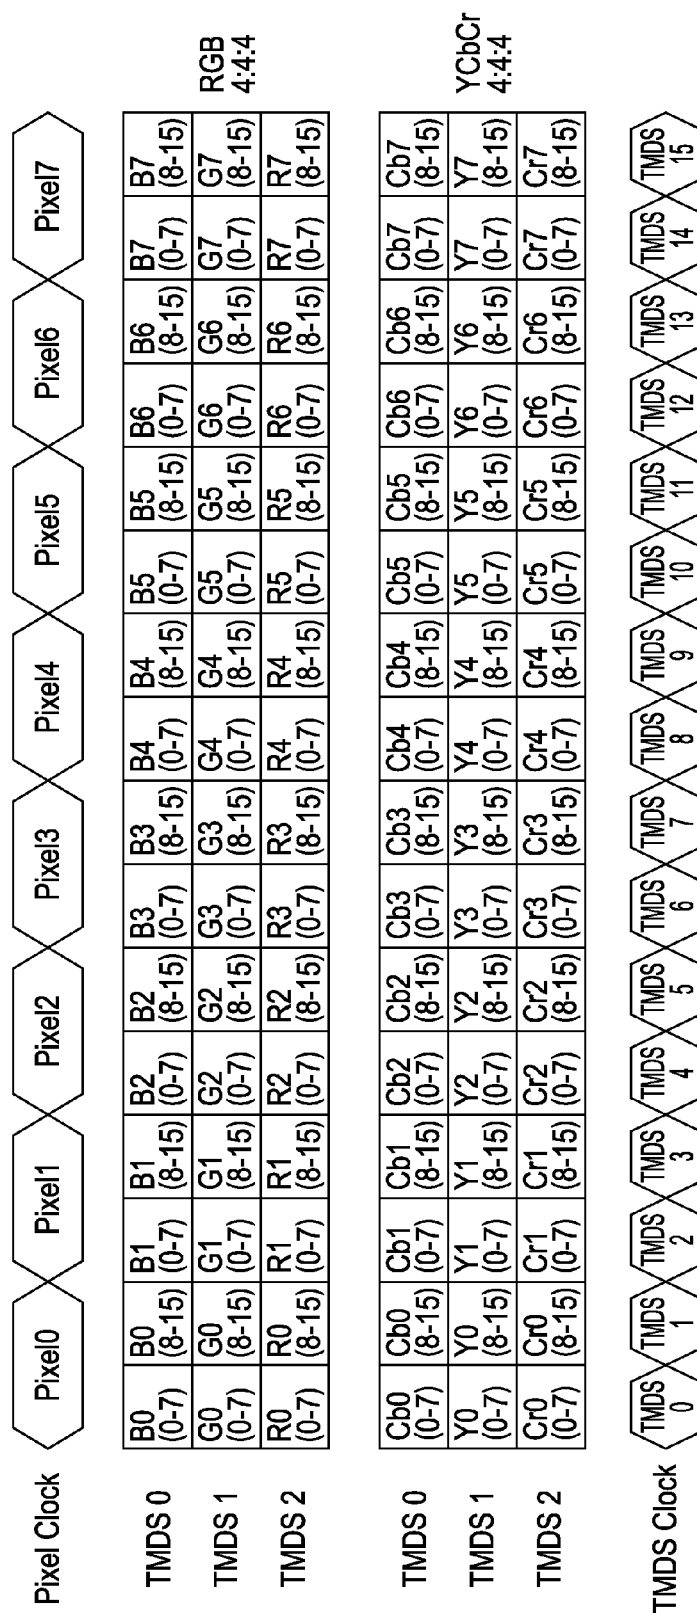 Pixel Clock
Pixel0 Pixel1 Pixel2 Pixel3 Pixel4 Pixel5 Pixel6 Pixel7
TMDS 0
B0 B0 B1 B1 B2 B2 B3 B3 B4 B4 B5 B5 B6 B6 B7 B7
(0-7) (8-15) (0-7) (8-15) (0-7) (8-15) (0-7) (8-15) (0-7) (8-15) (0-7) (8-15) (0-7) (8-15) (0-7) (8-15)
TMDS 1
G0 G0 G1 G1 G2 G2 G3 G3 G4 G4 G5 G5 G6 G6 G7 G7
(0-7) (8-15) (0-7) (8-15) (0-7) (8-15) (0-7) (8-15) (0-7) (8-15) (0-7) (8-15) (0-7) (8-15) (0-7) (8-15)
TMDS 2
R0 R0 R1 R1 R2 R2 R3 R3 R4 R4 R5 R5 R6 R6 R7 R7
(0-7) (8-15) (0-7) (8-15) (0-7) (8-15) (0-7) (8-15) (0-7) (8-15) (0-7) (8-15) (0-7) (8-15) (0-7) (8-15)
RGB
4:4:4
TMDS 0
Cb0 Cb0 Cb1 Cb1 Cb2 Cb2 Cb3 Cb3 Cb4 Cb4 Cb5 Cb5 Cb6 Cb6 Cb7 Cb7
(0-7) (8-15) (0-7) (8-15) (0-7) (8-15) (0-7) (8-15) (0-7) (8-15) (0-7) (8-15) (0-7) (8-15) (0-7) (8-15)
TMDS 1
Y0 Y0 Y1 Y1 Y2 Y2 Y3 Y3 Y4 Y4 Y5 Y5 Y6 Y6 Y7 Y7
(0-7) (8-15) (0-7) (8-15) (0-7) (8-15) (0-7) (8-15) (0-7) (8-15) (0-7) (8-15) (0-7) (8-15) (0-7) (8-15)
TMDS 2
Cr0 Cr0 Cr1 Cr1 Cr2 Cr2 Cr3 Cr3 Cr4 Cr4 Cr5 Cr5 Cr6 Cr6 Cr7 Cr7
(0-7) (8-15) (0-7) (8-15) (0-7) (8-15) (0-7) (8-15) (0-7) (8-15) (0-7) (8-15) (0-7) (8-15) (0-7) (8-15)
YCbCr
4:4:4
TMDS Clock
TMDS TMDS TMDS TMDS TMDS TMDS TMDS TMDS TMDS TMDS TMDS TMDS TMDS TMDS TMDS TMDS
0 1 2 3 4 5 6 7 8 9 10 11 12 13 14 15